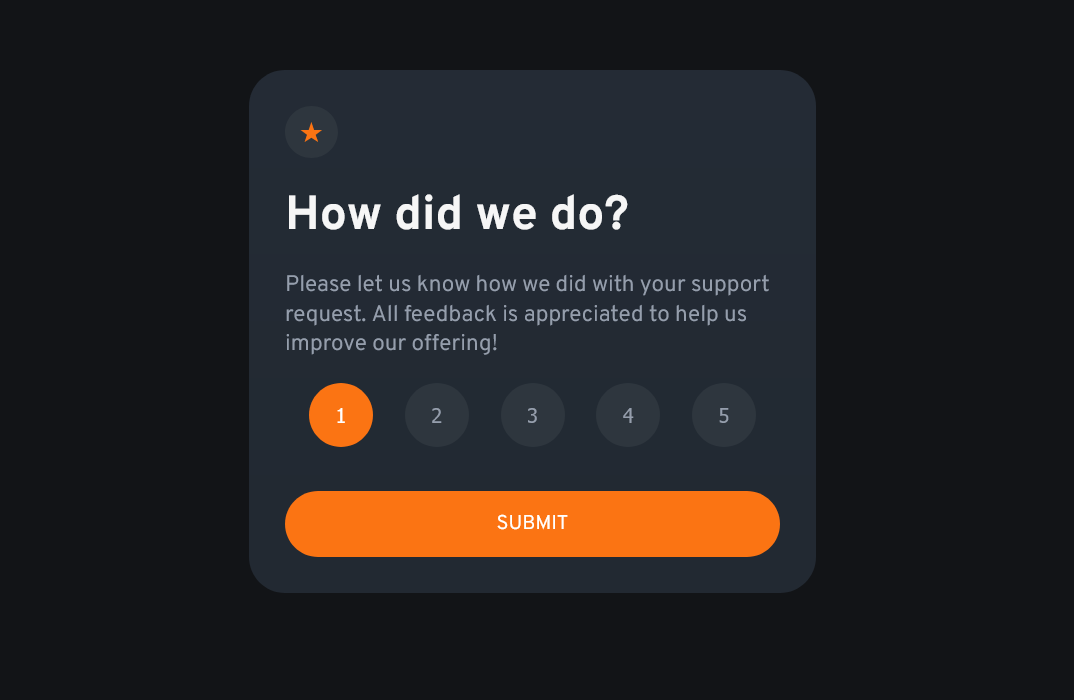 How did we do?
Please let us know how we did with your support
request. All feedback is appreciated to help us
improve our offering!
1 2 3 4 5
SUBMIT